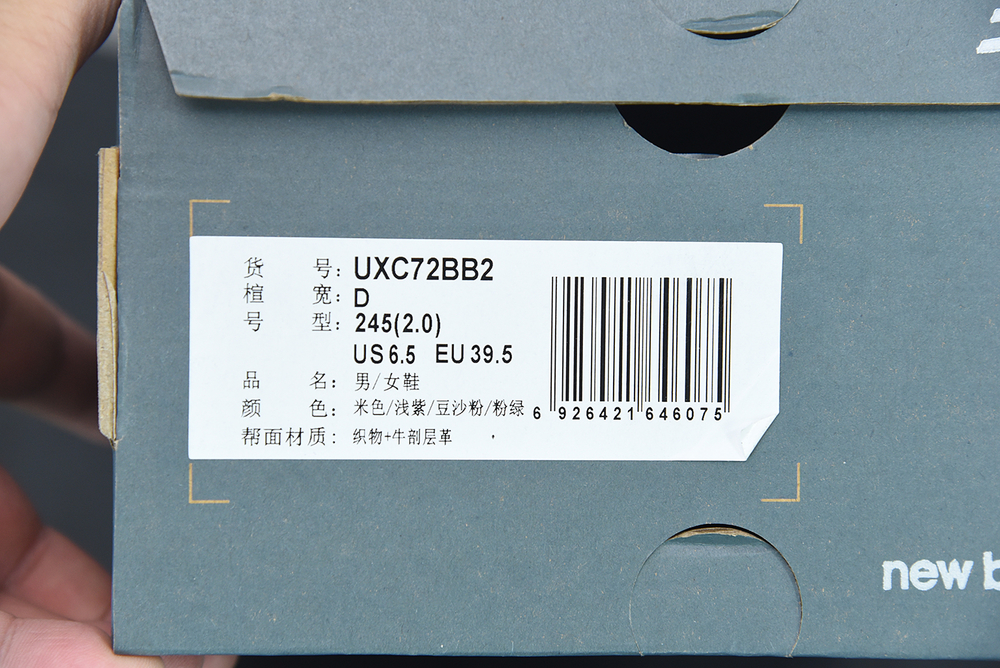 货 号: UXC72BB2
楦 宽: D
号 型: 245(2.0)
US 6.5 EU 39.5
品 名: 男/女鞋
颜 色: 米色/浅紫/豆沙粉/粉绿
帮面材质: 织物+牛剖层革
6 926421 646075
new b